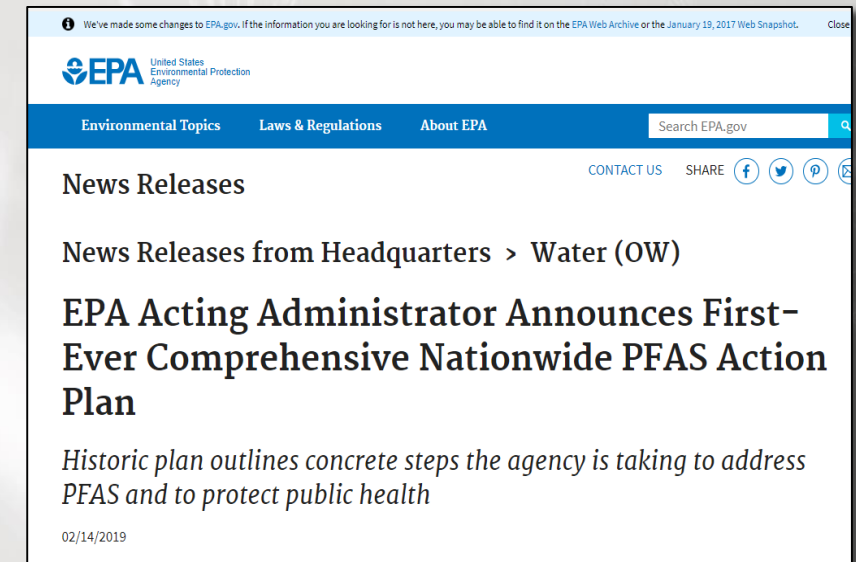 We've made some changes to EPA.gov. If the information you are looking for is not here, you may be able to find it on the EPA Web Archive or the January 19, 2017 Web Snapshot. Close
EPA United States
Environmental Protection
Agency
Environmental Topics Laws & Regulations About EPA Search EPA.gov
CONTACT US SHARE
News Releases
News Releases from Headquarters > Water (OW)
EPA Acting Administrator Announces First-
Ever Comprehensive Nationwide PFAS Action
Plan
Historic plan outlines concrete steps the agency is taking to address
PFAS and to protect public health
02/14/2019